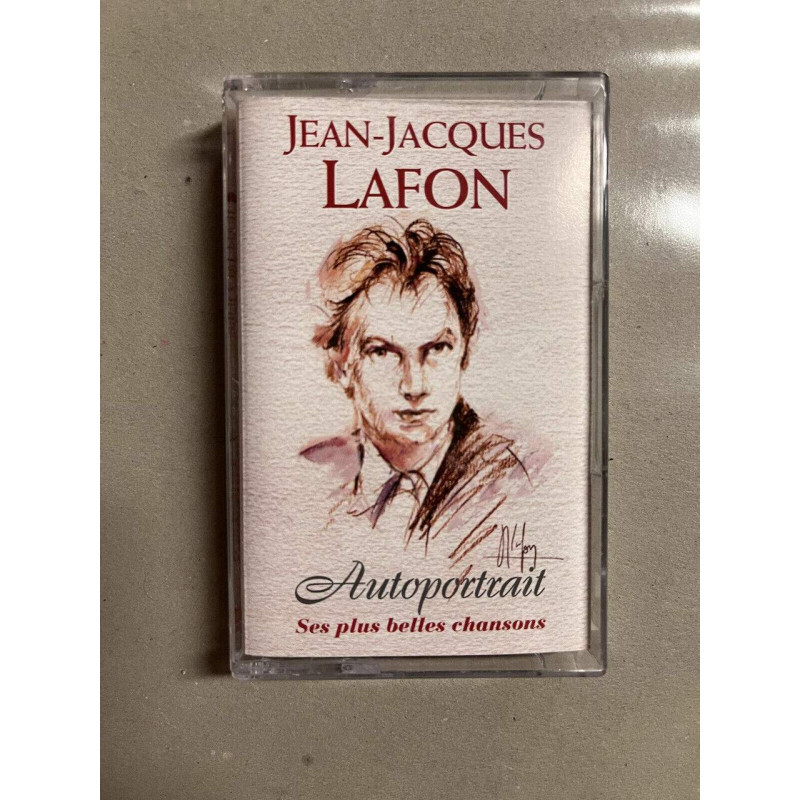 JEAN-JACQUES
LAFON
Autoportrait
Ses plus belles chansons